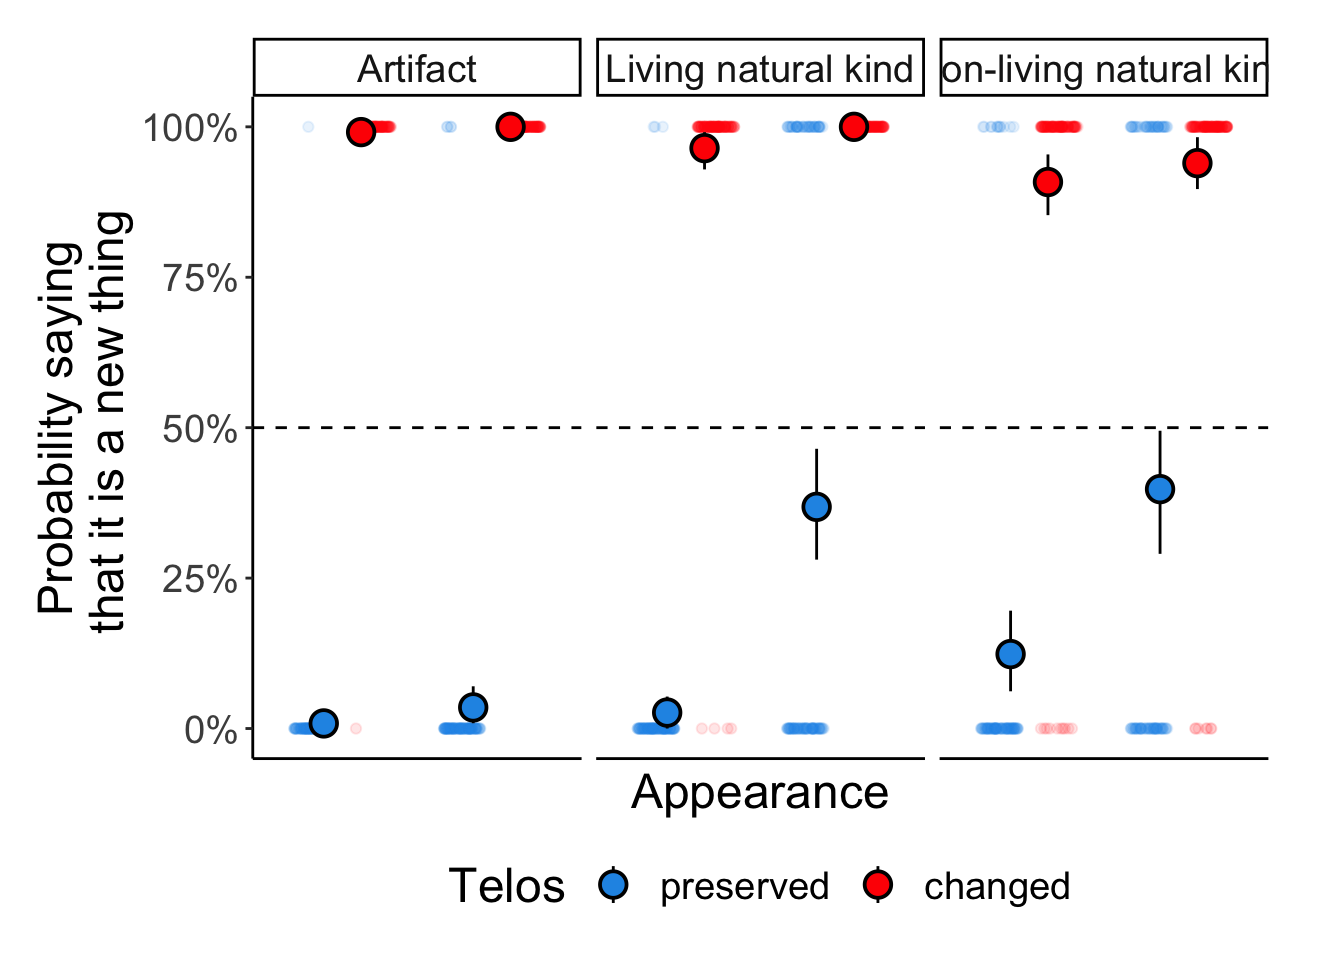 Artifact
Living natural kind
on-living natural kin
100%
75%
50%
25%
0%
Probability saying
that it is a new thing
Appearance
Telos
preserved
changed